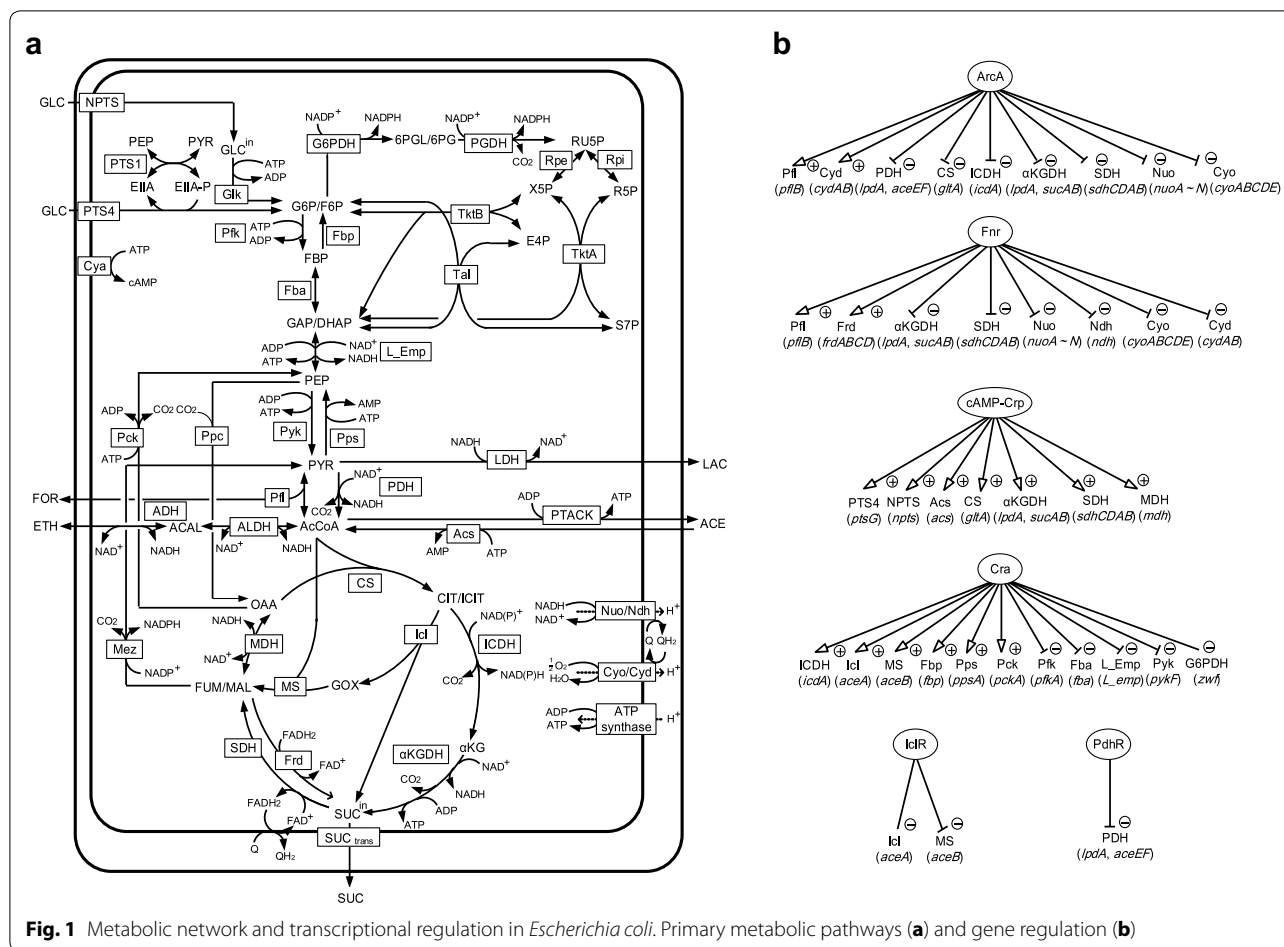 a
GLC NPTS
GLC in
PEP PYR
PTS1
EIIA EIIA-P
Glk
ATP
ADP
GLC PTS4
Cya
ATP
cAMP
NADP+ NADPH
G6PDH
6PGL/6PG
NADP+ NADPH
PGDH
CO2
RU5P
Rpe Rpi
X5P R5P
G6P/F6P
TktB
E4P
TktA
Pfk
ATP
ADP
Fbp
FBP
Fba
Tal
GAP/DHAP
S7P
ADP
ATP
NAD+
NADH
L_Emp
PEP
ADP
ATP
AMP
ATP
Pyk Pps
ADP CO2 CO2
Pck Ppc
ATP
PYR
NADH NAD+
LDH
LAC
FOR
Pfl
NAD+
NADH
PDH
CO2
ETH
ADH
ACAL
ALDH
AcCoA
NAD+ NADH NAD+ NADH
ADP ATP
PTACK
ACE
Acs
AMP ATP
CS
OAA
CIT/ICIT
NADH
MDH
NAD+
CO2 NADPH
Mez
NADP+
Icl
NAD(P)+
ICDH
CO2 NAD(P)H
FUM/MAL
MS
GOX
NADH
NAD+
Nuo/Ndh
H+
Q QH2
1/2O2
H2O
Cyo/Cyd
H+
ADP
ATP
ATP
synthase
H+
SDH
FADH2
Frd
FAD+
αKGDH
αKG
NAD+
CO2 NADH
ADP
ATP
FADH2
FAD+
SUC in
Q QH2
SUC trans
SUC
b
ArcA
+ + − − − − − − −
Pfl Cyd PDH CS ICDH αKGDH SDH Nuo Cyo
(pflB) (cydAB) (lpdA, aceEF) (gltA) (icdA) (lpdA, sucAB) (sdhCDAB) (nuoA ~ N) (cyoABCDE)
Fnr
+ + − − − − − −
Pfl Frd αKGDH SDH Nuo Ndh Cyo Cyd
(pflB) (frdABCD) (lpdA, sucAB) (sdhCDAB) (nuoA ~ N) (ndh) (cyoABCDE) (cydAB)
cAMP-Crp
+ + + + + + +
PTS4 NPTS Acs CS αKGDH SDH MDH
(ptsG) (npts) (acs) (gltA) (lpdA, sucAB) (sdhCDAB) (mdh)
Cra
+ + + + + + − − − − −
ICDH Icl MS Fbp Pps Pck Pfk Fba L_Emp Pyk G6PDH
(icdA) (aceA) (aceB) (fbp) (ppsA) (pckA) (pfkA) (fba) (L_emp) (pykF) (zwf)
IclR
− −
Icl MS
(aceA) (aceB)
PdhR
−
PDH
(lpdA, aceEF)
Fig. 1 Metabolic network and transcriptional regulation in Escherichia coli. Primary metabolic pathways (a) and gene regulation (b)